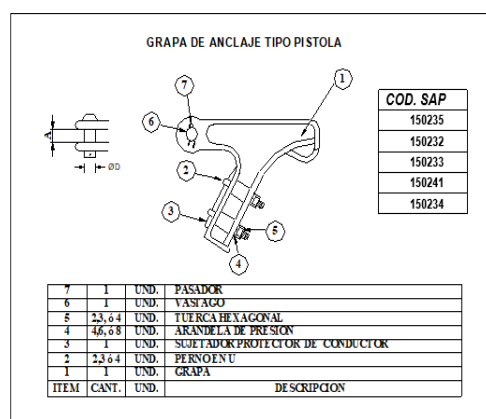 GRAPA DE ANCLAJE TIPO PISTOLA
7
1
6
A
ØD
2
3
5
4
COD. SAP
150235
150232
150233
150241
150234
7 1 UND. PASADOR
6 1 UND. VASTAGO
5 2,3, ó 4 UND. TUERCA HEXAGONAL
4 4,6, ó 8 UND. ARANDELA DE PRESION
3 1 UND. SUJETADOR PROTECTOR DE CONDUCTOR
2 2,3 ó 4 UND. PERNO EN U
1 1 UND. GRAPA
ITEM CANT. UND. DESCRIPCION